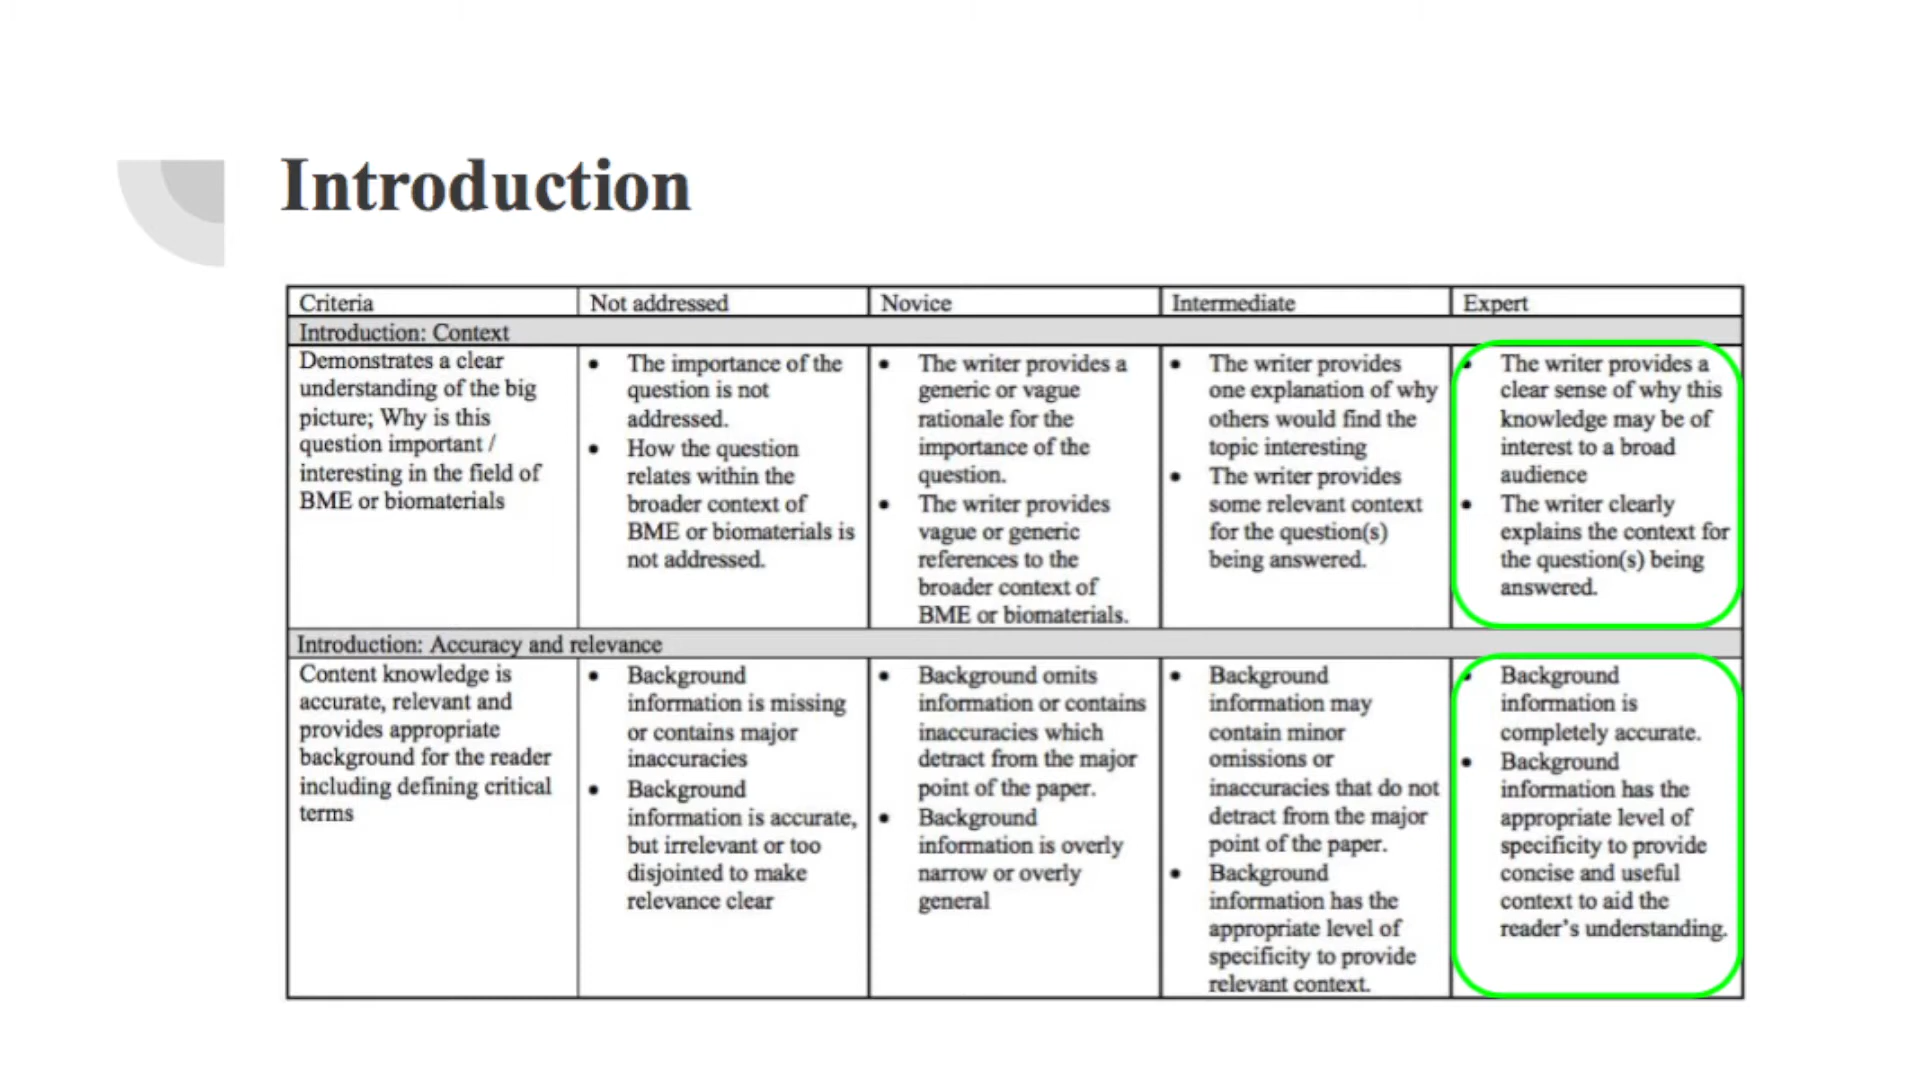 Introduction
Criteria
Not addressed
Novice
Intermediate
Expert
Introduction: Context
Demonstrates a clear
understanding of the big
picture; Why is this
question important /
interesting in the field of
BME or biomaterials
• The importance of the
question is not
addressed.
• How the question
relates within the
broader context of
BME or biomaterials is
not addressed.
• The writer provides a
generic or vague
rationale for the
importance of the
question.
• The writer provides
vague or generic
references to the
broader context of
BME or biomaterials.
• The writer provides
one explanation of why
others would find the
topic interesting
• The writer provides
some relevant context
for the question(s)
being answered.
• The writer provides a
clear sense of why this
knowledge may be of
interest to a broad
audience
• The writer clearly
explains the context for
the question(s) being
answered.
Introduction: Accuracy and relevance
Content knowledge is
accurate, relevant and
provides appropriate
background for the reader
including defining critical
terms
• Background
information is missing
or contains major
inaccuracies
• Background
information is accurate,
but irrelevant or too
disjointed to make
relevance clear
• Background omits
information or contains
inaccuracies which
detract from the major
point of the paper.
• Background
information is overly
narrow or overly
general
• Background
information may
contain minor
omissions or
inaccuracies that do not
detract from the major
point of the paper.
• Background
information has the
appropriate level of
specificity to provide
relevant context.
• Background
information is
completely accurate.
• Background
information has the
appropriate level of
specificity to provide
concise and useful
context to aid the
reader's understanding.